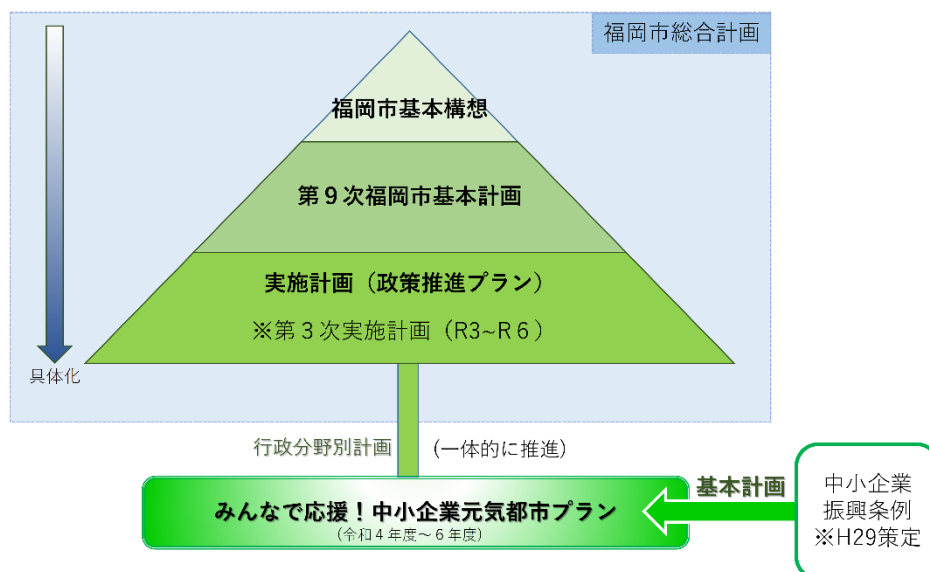 福岡市総合計画
福岡市基本構想
第９次福岡市基本計画
実施計画（政策推進プラン）
※第３次実施計画（R3~R６）
具体化
行政分野別計画
(一体的に推進)
みんなで応援！中小企業元気都市プラン
(令和４年度～６年度)
基本計画
中小企業
振興条例
※H29策定